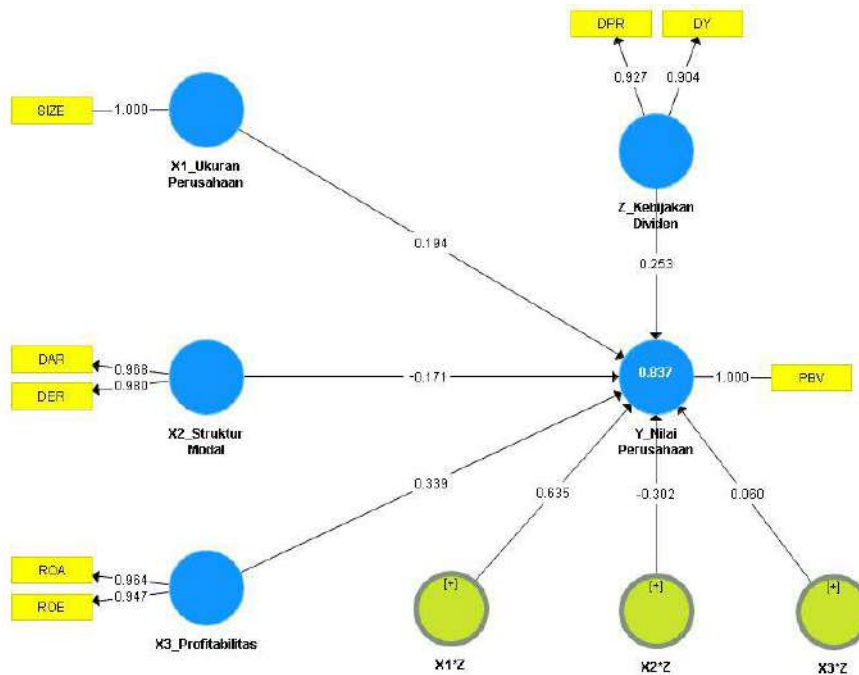 DPR
DY
0.927
0.904
SIZE
1.000
X1_Ukuran
Perusahaan
Z_Kebijakan
Dividen
0.194
0.253
DAR
0.968
DER
0.980
X2_Struktur
Modal
-0.171
0.837
1.000
PBV
Y_Nilai
Perusahaan
0.339
0.635
-0.302
0.060
ROA
0.964
ROE
0.947
X3_Profitabilitas
[+]
[+]
[+]
X1*Z
X2*Z
X3*Z